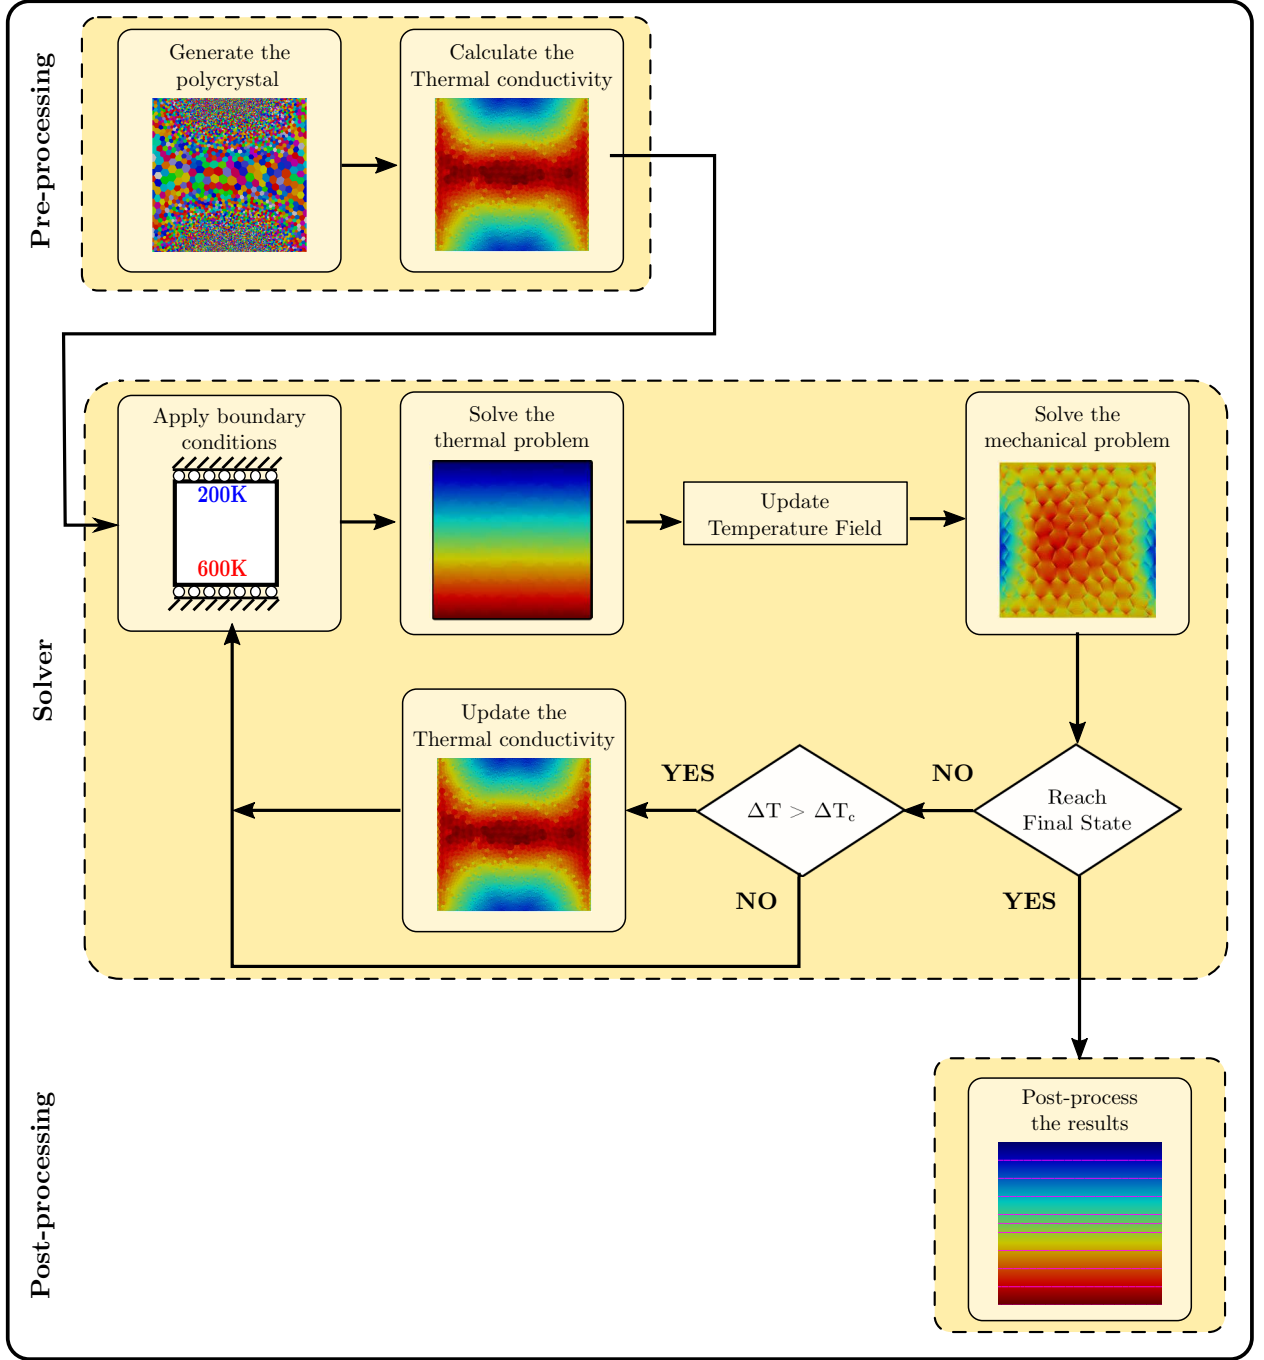 Pre-processing
Generate the
polycrystal
Calculate the
Thermal conductivity
Solver
Apply boundary
conditions
200K
600K
Solve the
thermal problem
Update
Temperature Field
Solve the
mechanical problem
Update the
Thermal conductivity
YES
ΔT > ΔTc
NO
NO
Reach
Final State
YES
Post-processing
Post-process
the results